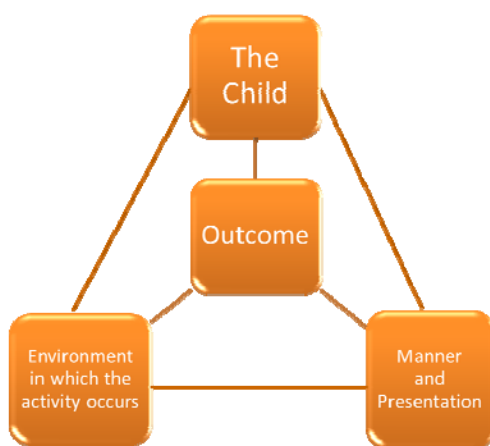 The
Child
Outcome
Environment
in which the
activity occurs
Manner
and
Presentation